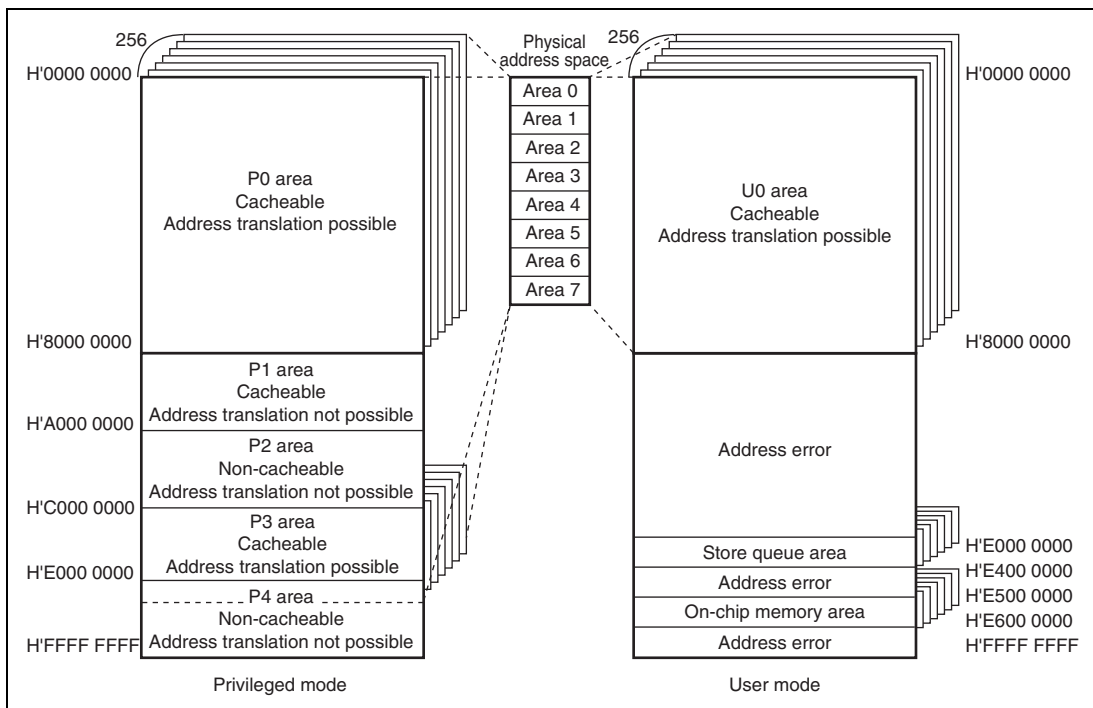 256
H'0000 0000
P0 area
Cacheable
Address translation possible
H'8000 0000
P1 area
Cacheable
Address translation not possible
H'A000 0000
P2 area
Non-cacheable
Address translation not possible
H'C000 0000
P3 area
Cacheable
Address translation possible
H'E000 0000
P4 area
Non-cacheable
Address translation not possible
H'FFFF FFFF
Privileged mode
Physical
address space
Area 0
Area 1
Area 2
Area 3
Area 4
Area 5
Area 6
Area 7
256
H'0000 0000
U0 area
Cacheable
Address translation possible
H'8000 0000
Address error
Store queue area
H'E000 0000
Address error
H'E400 0000
On-chip memory area
H'E500 0000
Address error
H'E600 0000
H'FFFF FFFF
User mode